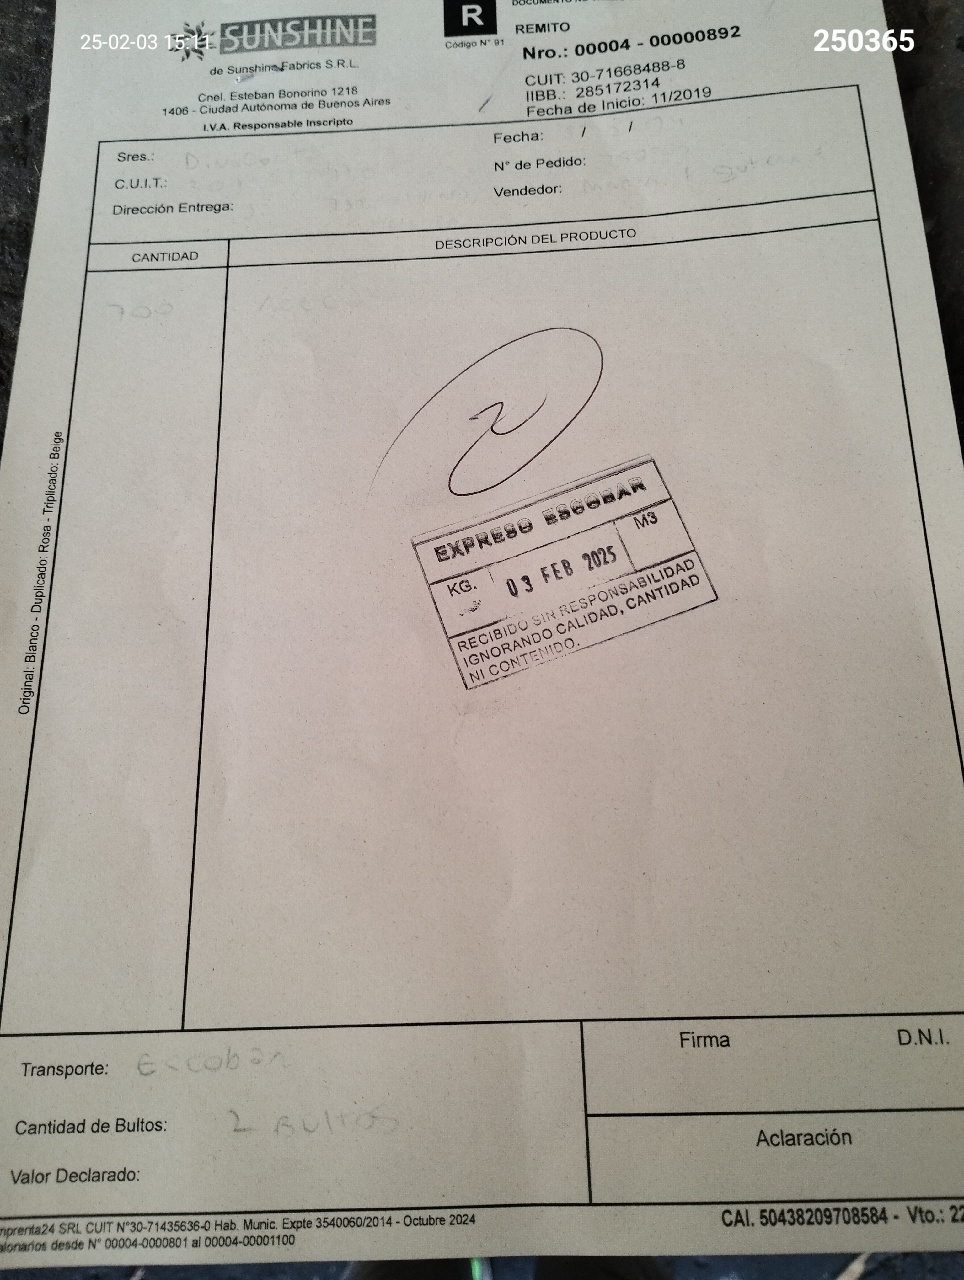 25-02-03 15:11
250365
SUNSHINE
de Sunshine Fabrics S.R.L.
Cnel. Esteban Bonorino 1218
1406 - Ciudad Autónoma de Buenos Aires
I.V.A. Responsable Inscripto
R
Código N° 91
REMITO
Nro.: 00004 - 00000892
CUIT: 30-71668488-8
IIBB.: 285172314
Fecha de Inicio: 11/2019
Sres.:
C.U.I.T.:
Dirección Entrega:
Fecha: / /
N° de Pedido:
Vendedor:
CANTIDAD
DESCRIPCIÓN DEL PRODUCTO
700
2
EXPRESO ESCOBAR
KG.
03 FEB 2025
M3
RECIBIDO SIN RESPONSABILIDAD
IGNORANDO CALIDAD, CANTIDAD
NI CONTENIDO.
Original: Blanco - Duplicado: Rosa - Triplicado: Beige
Transporte: Escobar
Cantidad de Bultos: 2 Bultos
Valor Declarado:
Firma
D.N.I.
Aclaración
SRL CUIT N°30-71435636-0 Hab. Munic. Expte 3540060/2014 - Octubre 2024
desde N° 00004-0000801 al 00004-00001100
CAI. 50438209708584 - Vto.: 22